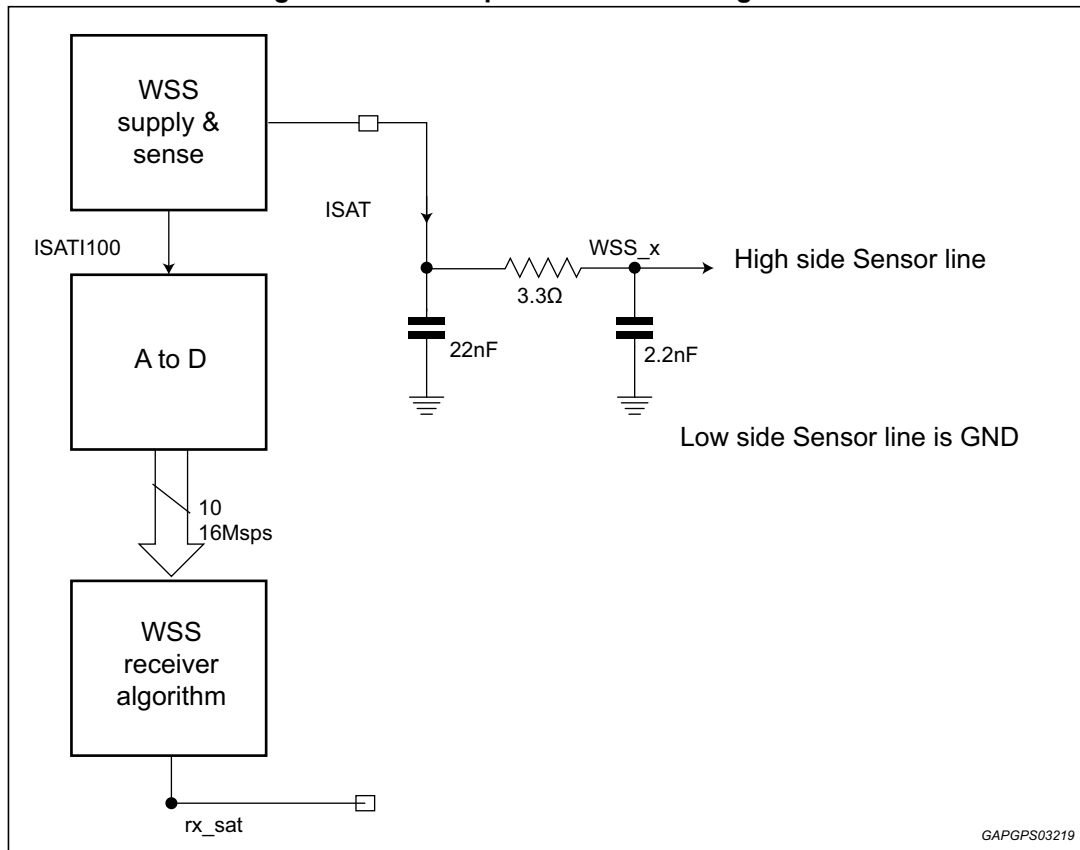 WSS
supply &
sense
ISAT
ISATI100
WSS_x
High side Sensor line
3.3Ω
22nF
2.2nF
A to D
Low side Sensor line is GND
10
16Msps
WSS
receiver
algorithm
rx_sat
GAPGPS03219